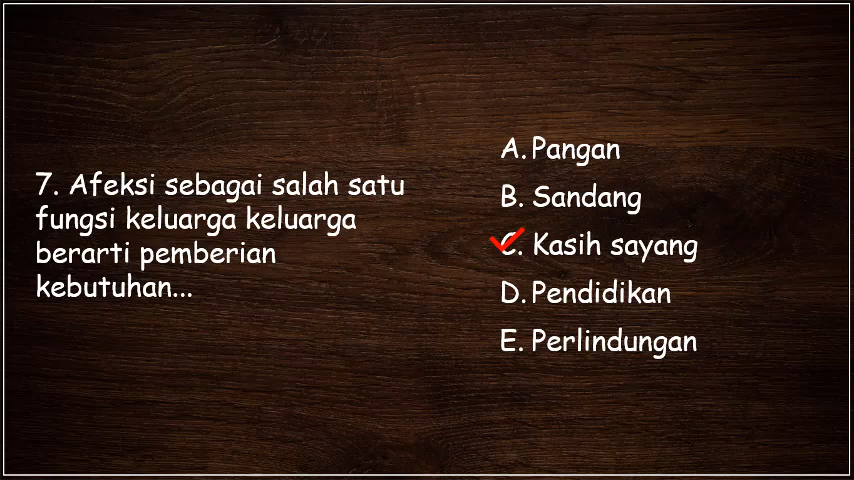 7. Afeksi sebagai salah satu
fungsi keluarga keluarga
berarti pemberian
kebutuhan...
A. Pangan
B. Sandang
C. Kasih sayang
D. Pendidikan
E. Perlindungan